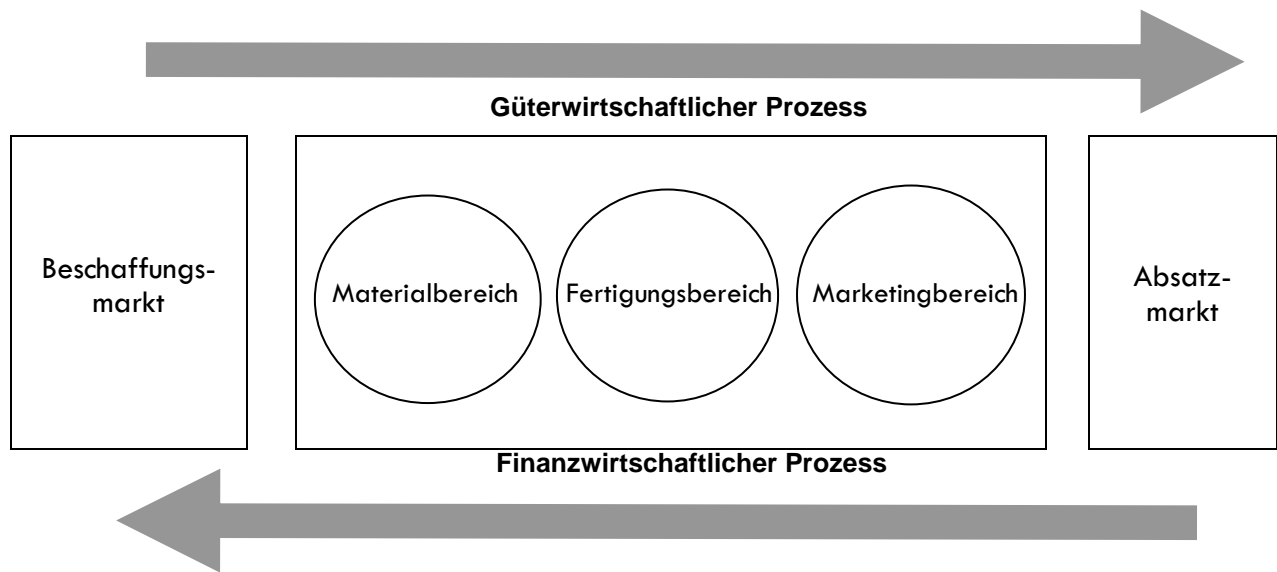 Güterwirtschaftlicher Prozess
Beschaffungs-
markt
Materialbereich
Fertigungsbereich
Marketingbereich
Absatz-
markt
Finanzwirtschaftlicher Prozess